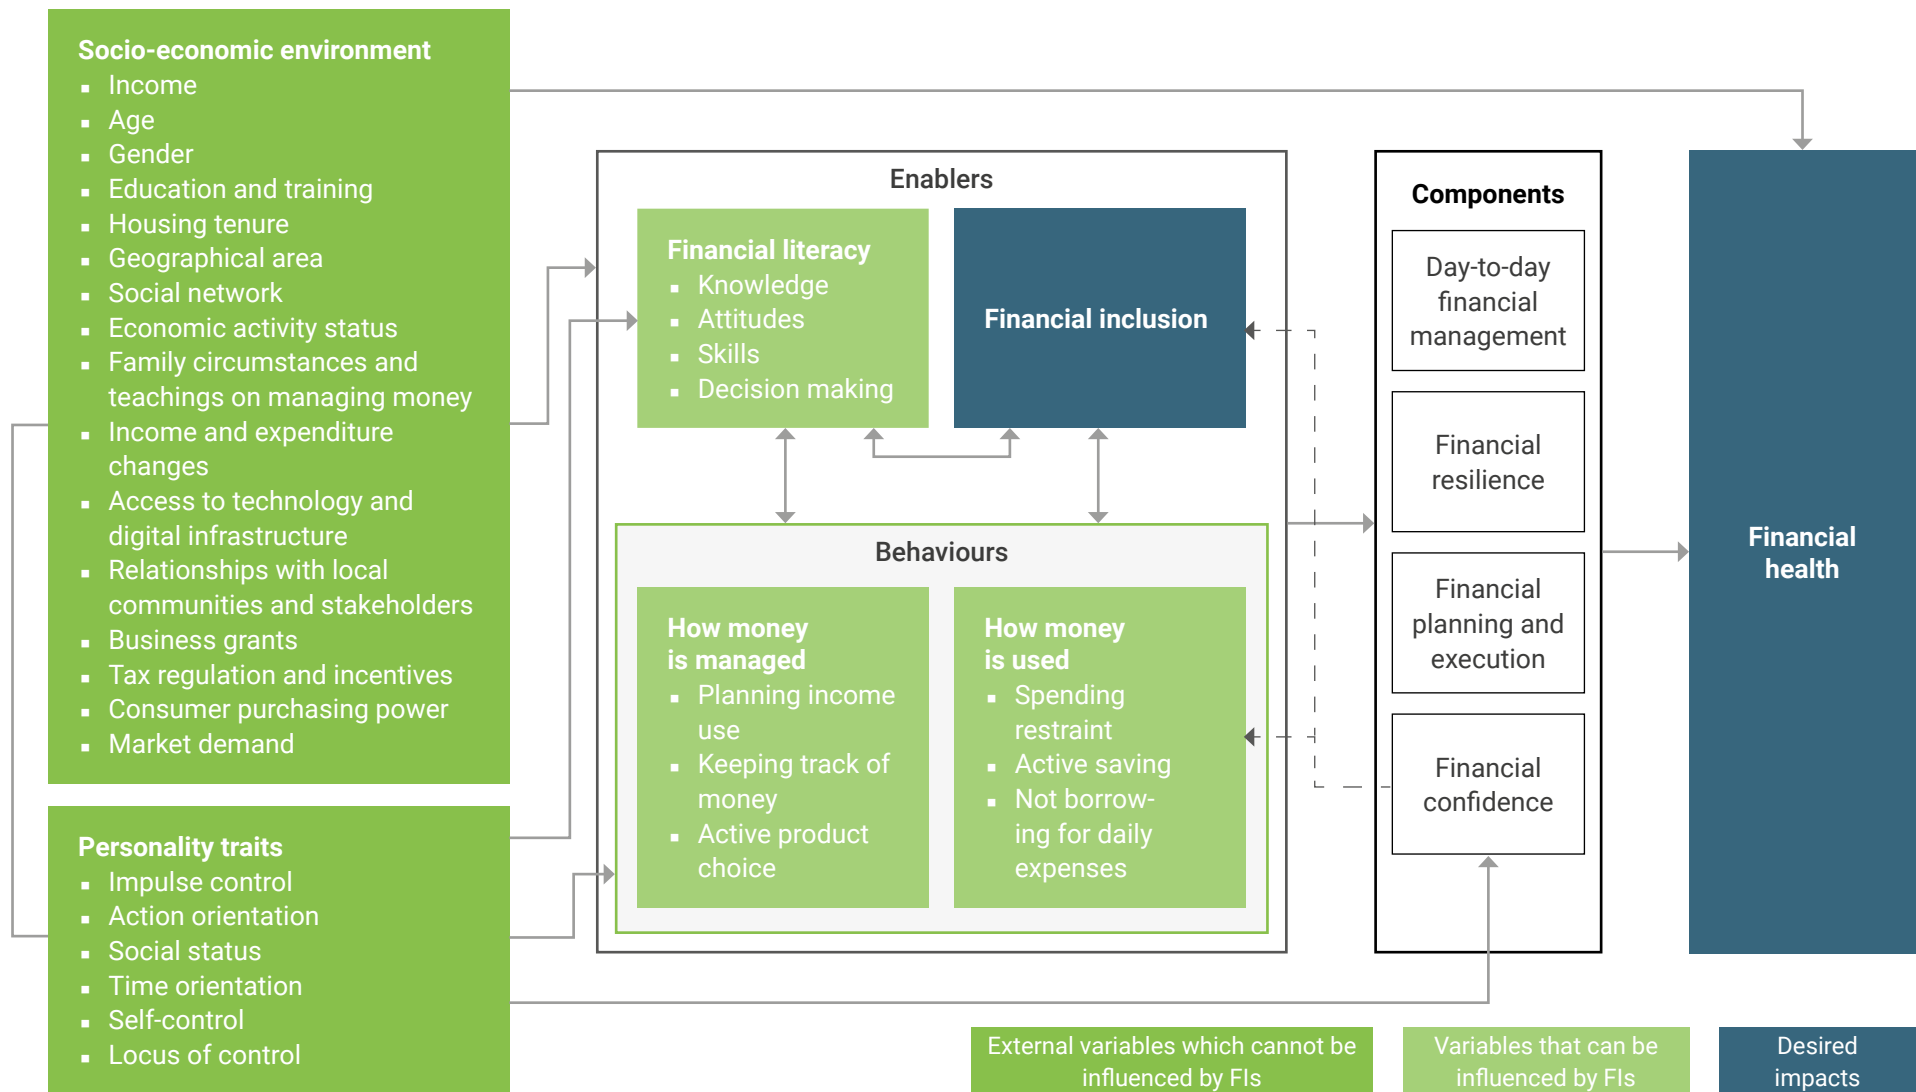 Socio-economic environment
▪ Income
▪ Age
▪ Gender
▪ Education and training
▪ Housing tenure
▪ Geographical area
▪ Social network
▪ Economic activity status
▪ Family circumstances and
teachings on managing money
▪ Income and expenditure
changes
▪ Access to technology and
digital infrastructure
▪ Relationships with local
communities and stakeholders
▪ Business grants
▪ Tax regulation and incentives
▪ Consumer purchasing power
▪ Market demand
Personality traits
▪ Impulse control
▪ Action orientation
▪ Social status
▪ Time orientation
▪ Self-control
▪ Locus of control
Enablers
Financial literacy
▪ Knowledge
▪ Attitudes
▪ Skills
▪ Decision making
Financial inclusion
Behaviours
How money
is managed
▪ Planning income
use
▪ Keeping track of
money
▪ Active product
choice
How money
is used
▪ Spending
restraint
▪ Active saving
▪ Not borrow-
ing for daily
expenses
Components
Day-to-day
financial
management
Financial
resilience
Financial
planning and
execution
Financial
confidence
Financial
health
External variables which cannot be
influenced by FIs
Variables that can be
influenced by FIs
Desired
impacts